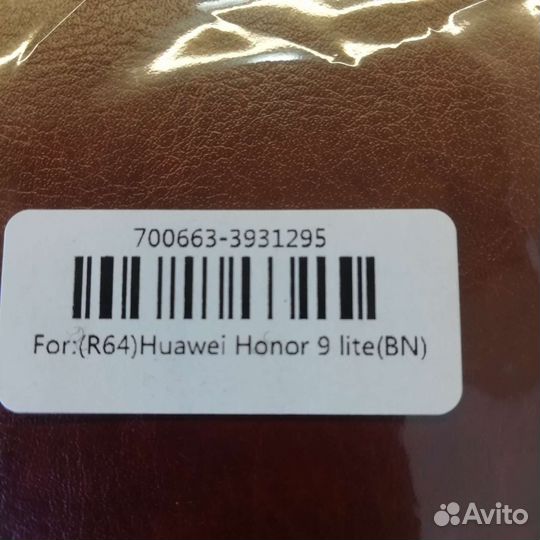 700663-3931295
For:(R64)Huawei Honor 9 lite(BN)
Avito